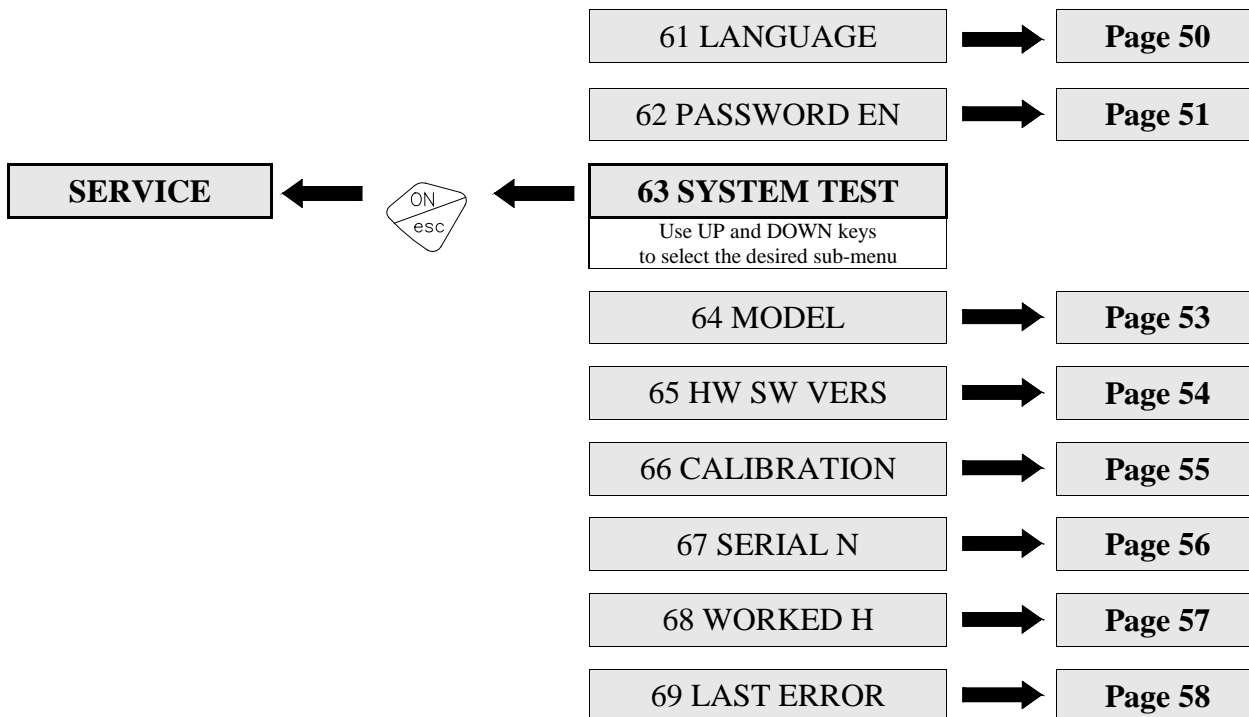 61 LANGUAGE
Page 50
62 PASSWORD EN
Page 51
SERVICE
ON
esc
63 SYSTEM TEST
Use UP and DOWN keys
to select the desired sub-menu
64 MODEL
Page 53
65 HW SW VERS
Page 54
66 CALIBRATION
Page 55
67 SERIAL N
Page 56
68 WORKED H
Page 57
69 LAST ERROR
Page 58